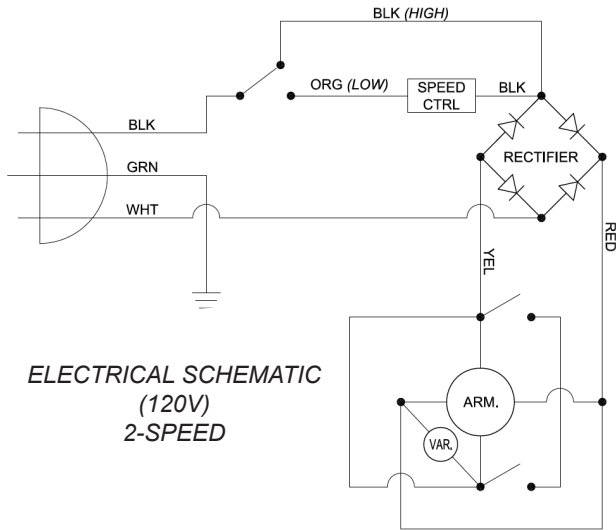 BLK (HIGH)
ORG (LOW)
SPEED
CTRL
BLK
BLK
RECTIFIER
GRN
WHT
YEL
RED
ELECTRICAL SCHEMATIC
(120V)
2-SPEED
ARM.
VAR.